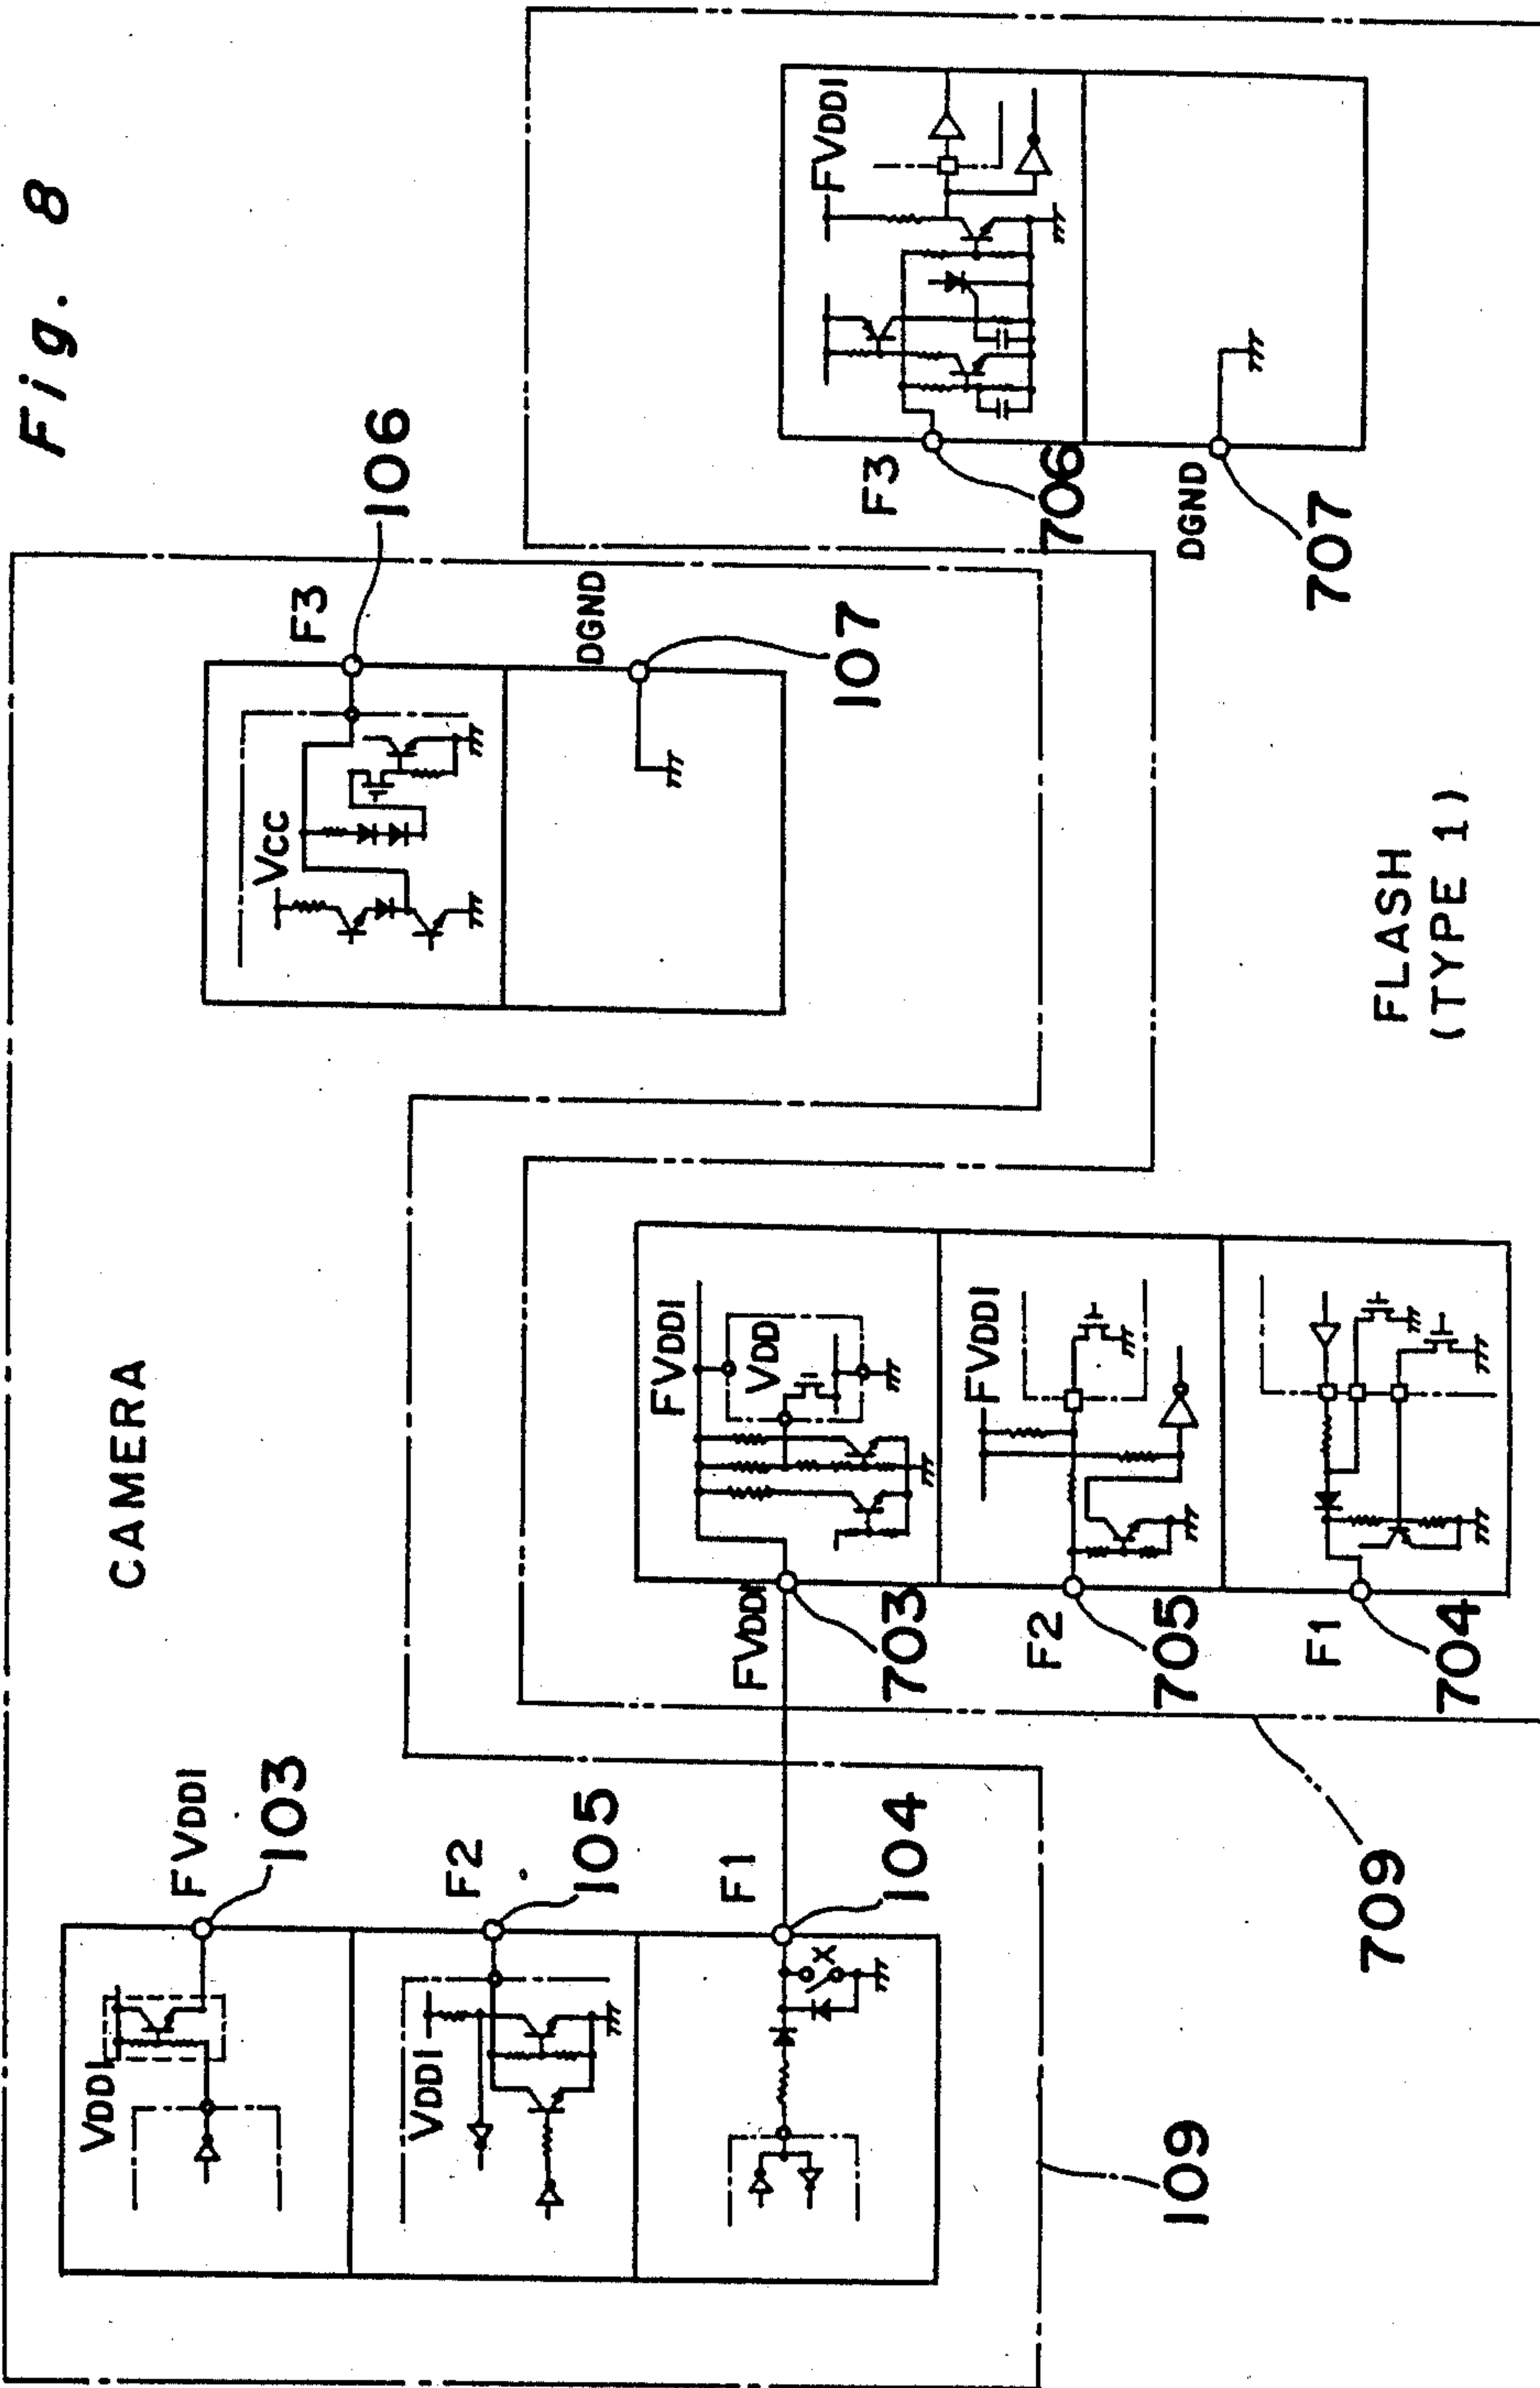 Fig. 8
CAMERA
VDDI
FVDDI
103
VDDI
F2
105
F1
104
X
109
VCC
F3
106
DGND
107
FVDDI
VDD
FVDDI
703
FVDDI
F2
705
F1
704
709
FVDDI
F3
706
DGND
707
FLASH
(TYPE 1)